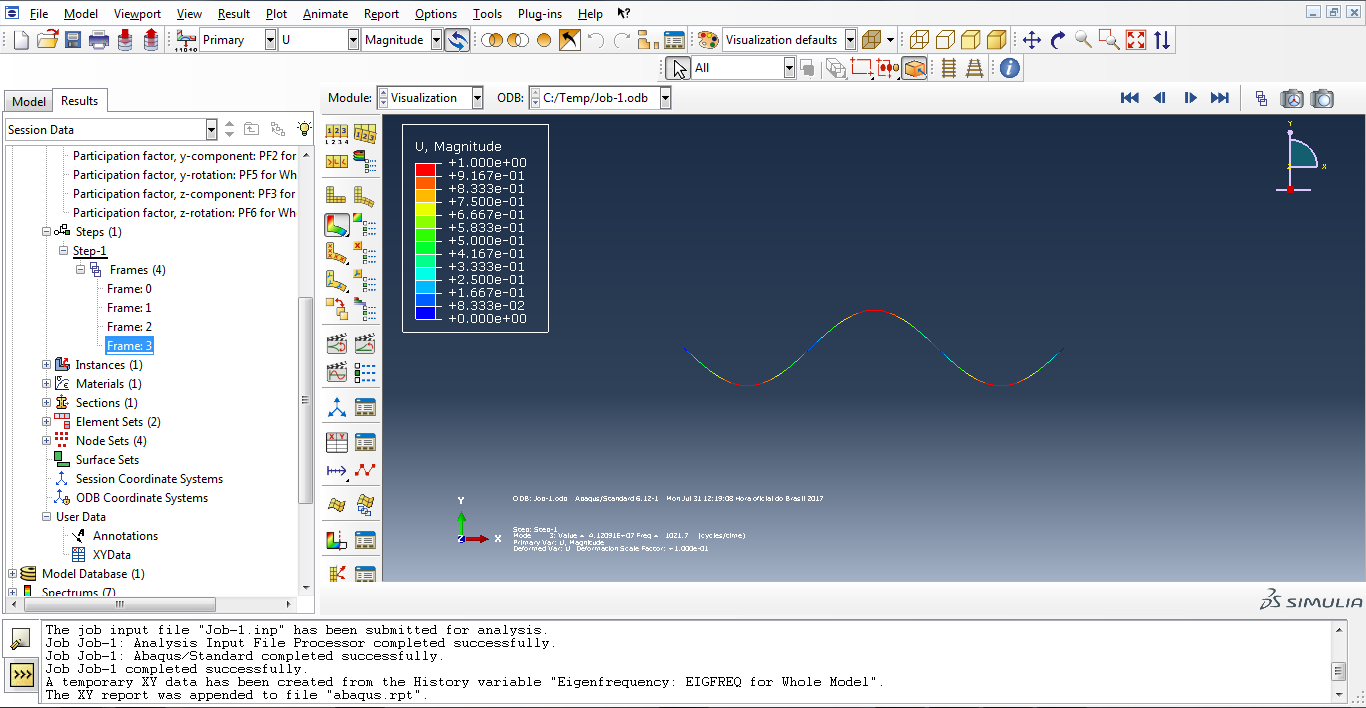 File Model Viewport View Result Plot Animate Report Options Tools Plug-ins Help
Primary U Magnitude Visualization defaults
All
Model Results Module: Visualization ODB: C:/Temp/Job-1.odb
Session Data
Participation factor, y-component: PF2 for
Participation factor, y-rotation: PF5 for Wh
Participation factor, z-component: PF3 for
Participation factor, z-rotation: PF6 for Wh
Steps (1)
Step-1
Frames (4)
Frame: 0
Frame: 1
Frame: 2
Frame: 3
Instances (1)
Materials (1)
Sections (1)
Element Sets (2)
Node Sets (4)
Surface Sets
Session Coordinate Systems
ODB Coordinate Systems
User Data
Annotations
XYData
Model Database (1)
Spectrums (7)
U, Magnitude
+1.000e+00
+9.167e-01
+8.333e-01
+7.500e-01
+6.667e-01
+5.833e-01
+5.000e-01
+4.167e-01
+3.333e-01
+2.500e-01
+1.667e-01
+8.333e-02
+0.000e+00
Y
X
Z
Y
X
Z
ODB: Job-1.odb Abaqus/Standard 6.12-1 Mon Jul 31 12:19:08 Hora oficial do Brasil 2017
Step: Step-1
Mode 3: Value = 4.12091E+07 Freq = 1021.7 (cycles/time)
Primary Var: U, Magnitude
Deformed Var: U Deformation Scale Factor: +1.000e-01
SIMULIA
The job input file "Job-1.inp" has been submitted for analysis.
Job Job-1: Analysis Input File Processor completed successfully.
Job Job-1: Abaqus/Standard completed successfully.
Job Job-1 completed successfully.
A temporary XY data has been created from the History variable "Eigenfrequency: EIGFREQ for Whole Model".
The XY report was appended to file "abaqus.rpt".